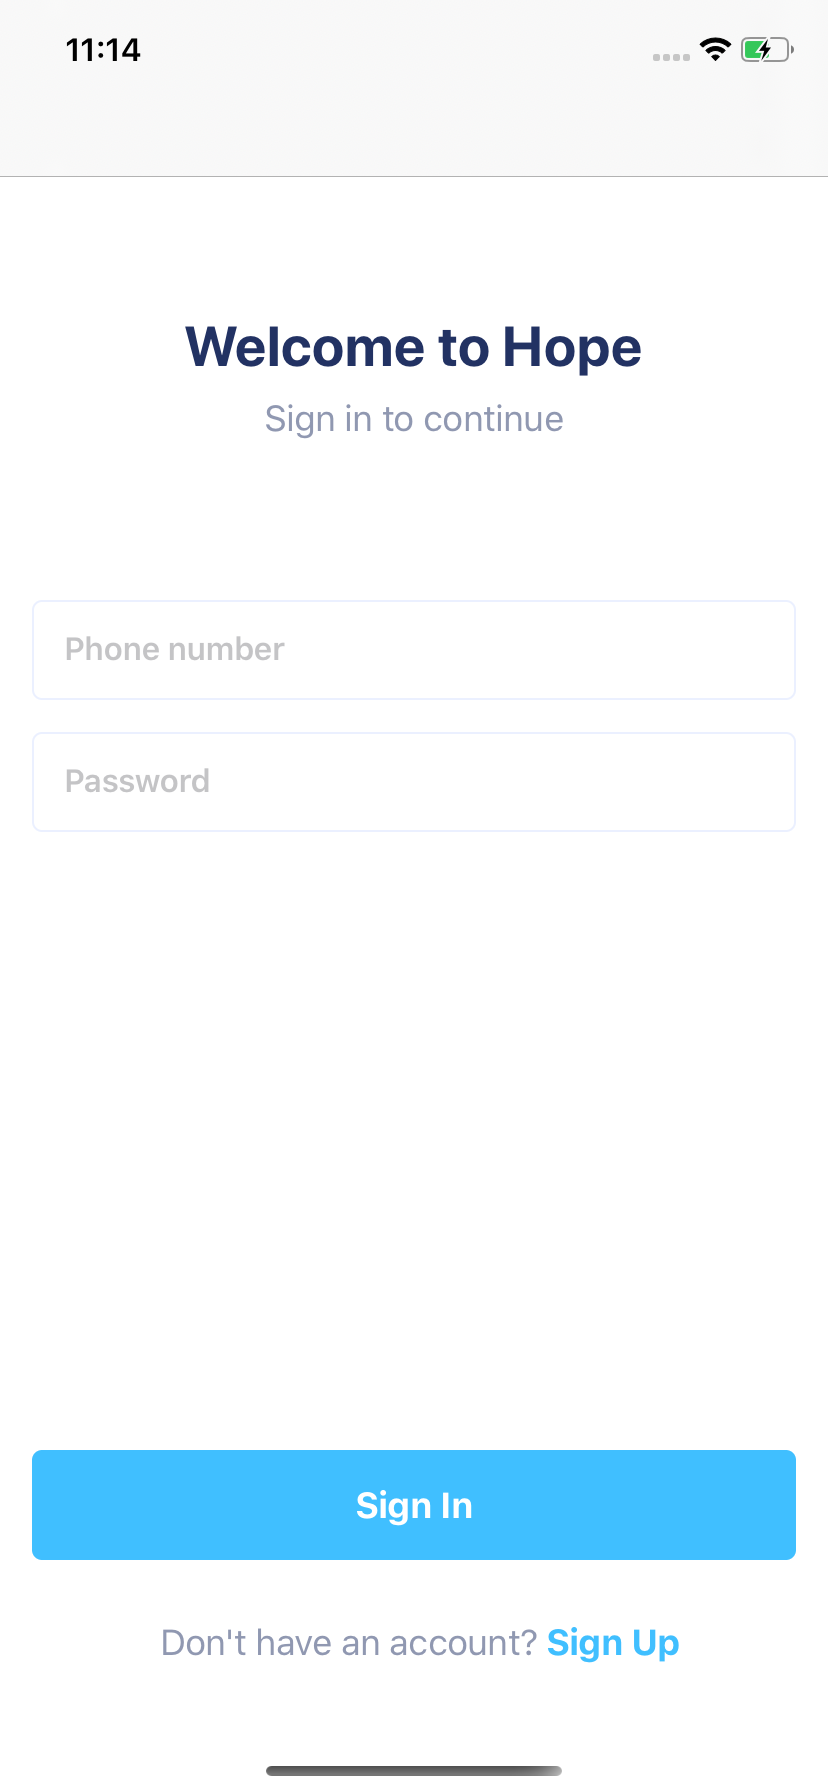 11:14
Welcome to Hope
Sign in to continue
Phone number
Password
Sign In
Don't have an account? Sign Up